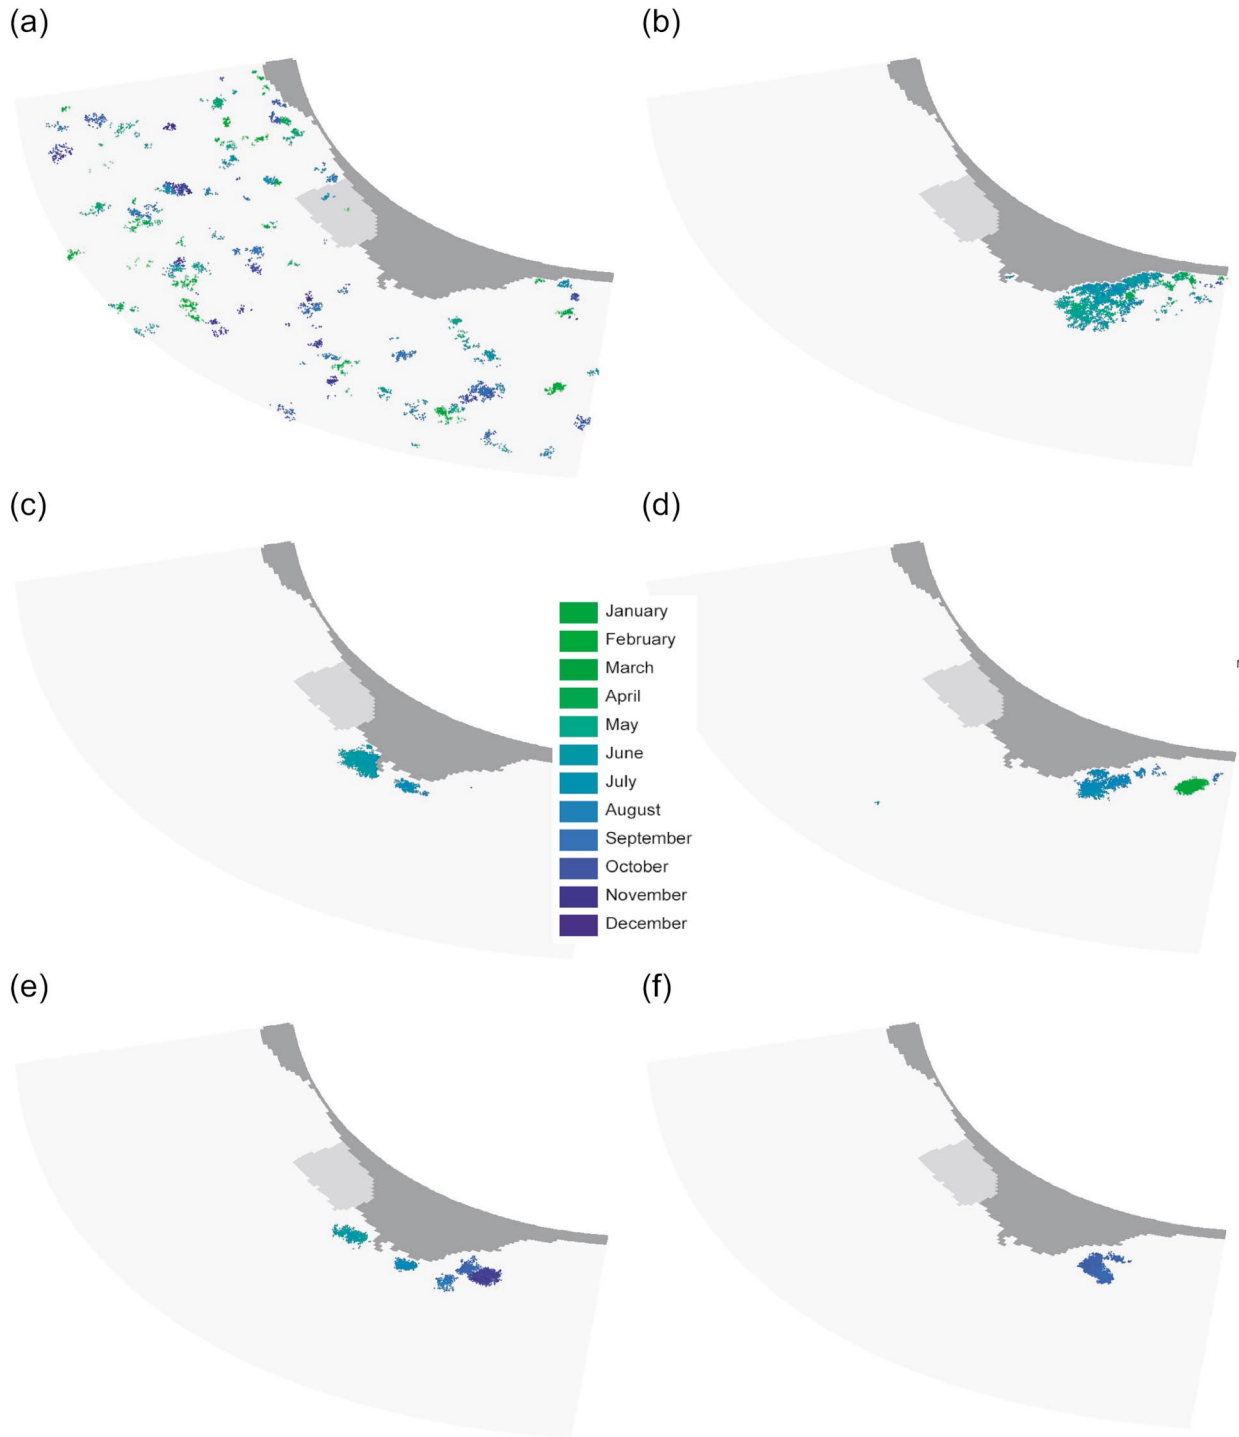 (a)
(b)
(c)
(d)
January
February
March
April
May
June
July
August
September
October
November
December
(e)
(f)